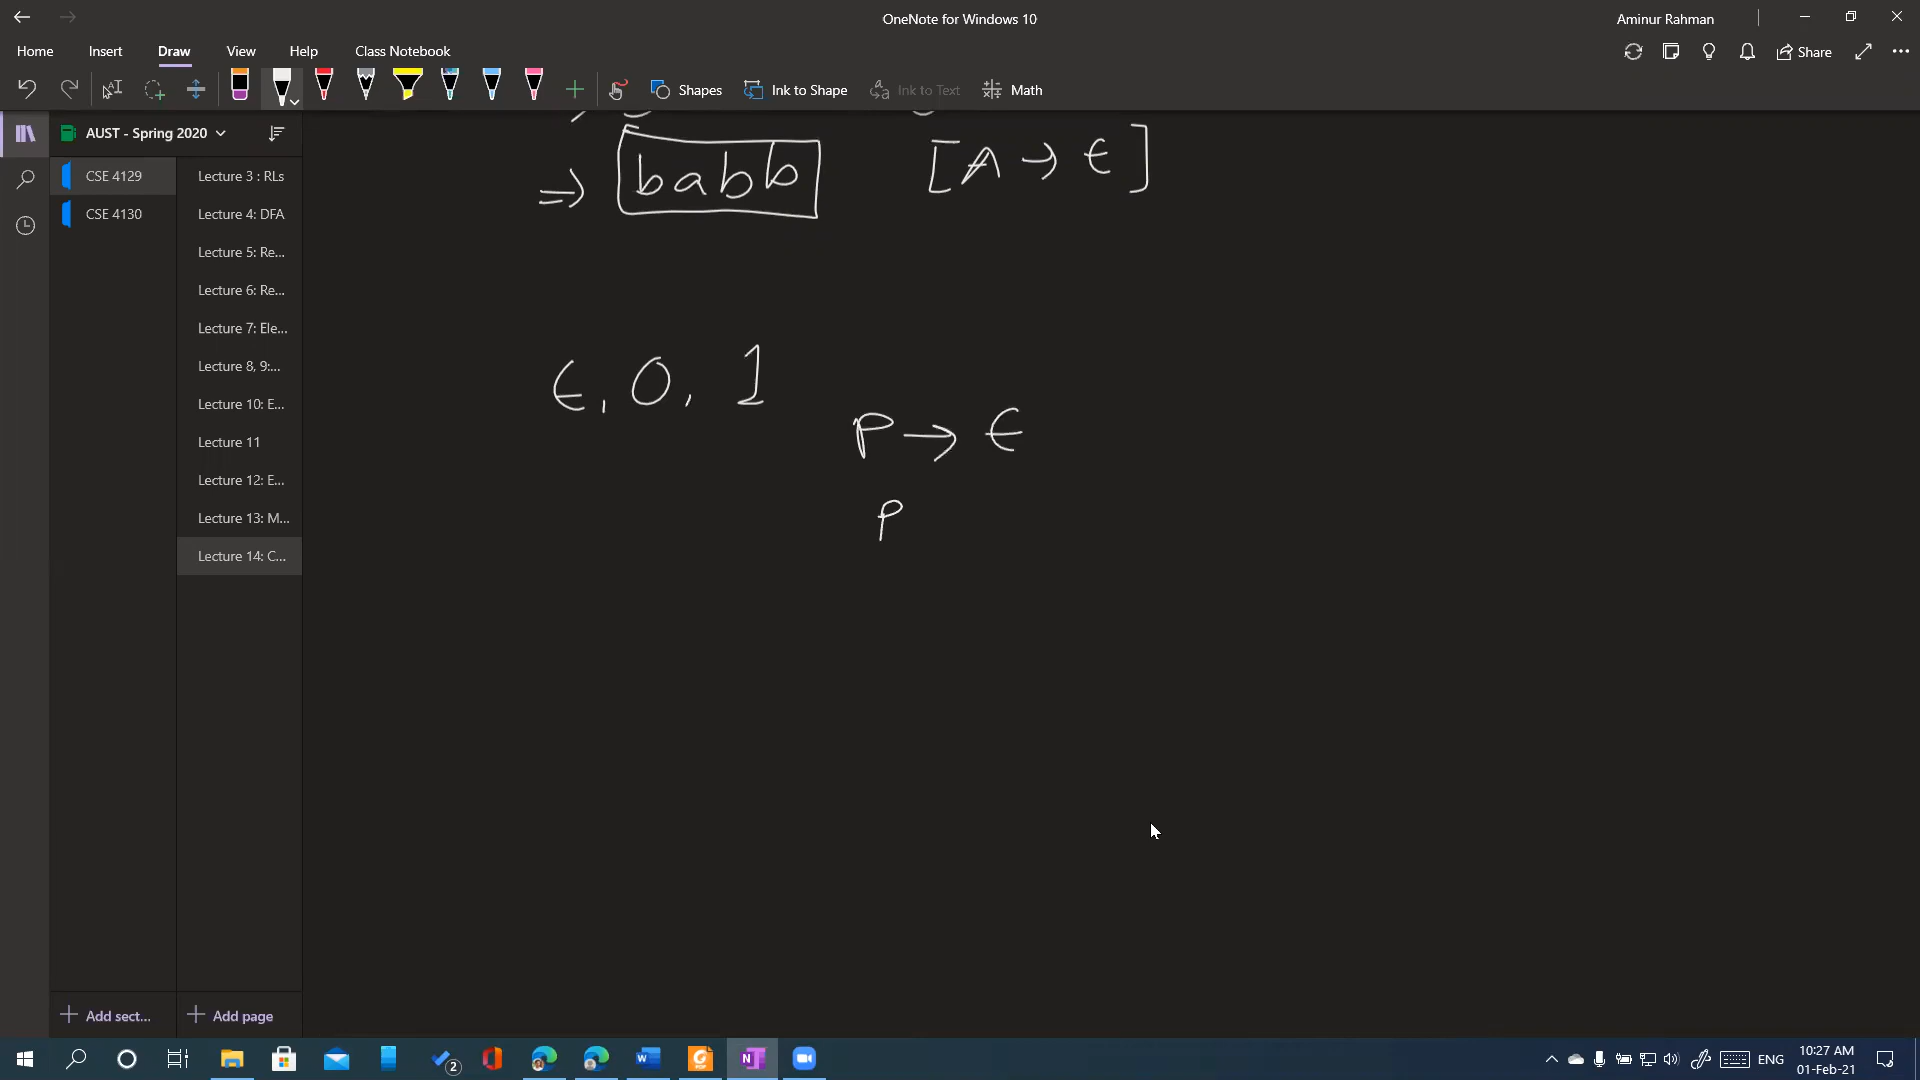 OneNote for Windows 10
Aminur Rahman
Home Insert Draw View Help Class Notebook
Share
Shapes Ink to Shape Ink to Text Math
AUST - Spring 2020
CSE 4129
CSE 4130
Lecture 3 : RLs
Lecture 4: DFA
Lecture 5: Re...
Lecture 6: Re...
Lecture 7: Ele...
Lecture 8, 9:...
Lecture 10: E...
Lecture 11
Lecture 12: E...
Lecture 13: M...
Lecture 14: C...
⇒ babb [A → ϵ]
ϵ, 0, 1
P → ϵ
P
Add sect...
Add page
2
ENG
10:27 AM
01-Feb-21